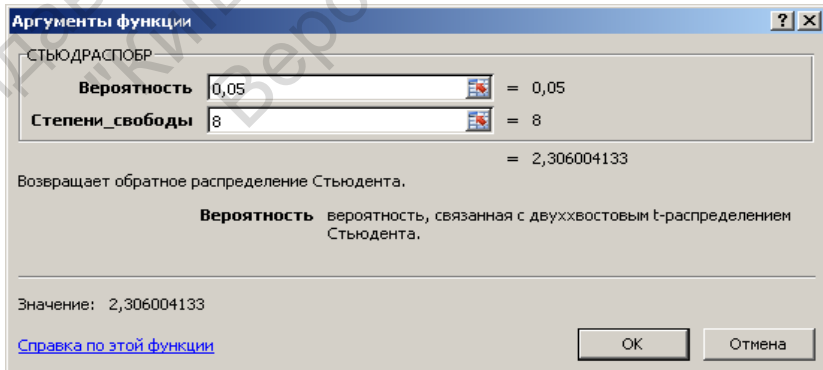 Аргументы функции
СТЬЮДРАСПОБР
Вероятность 0,05 = 0,05
Степени_свободы 8 = 8
= 2,306004133
Возвращает обратное распределение Стьюдента.
Вероятность вероятность, связанная с двуххвостовым t-распределением
Стьюдента.
Значение: 2,306004133
Справка по этой функции
ОК
Отмена